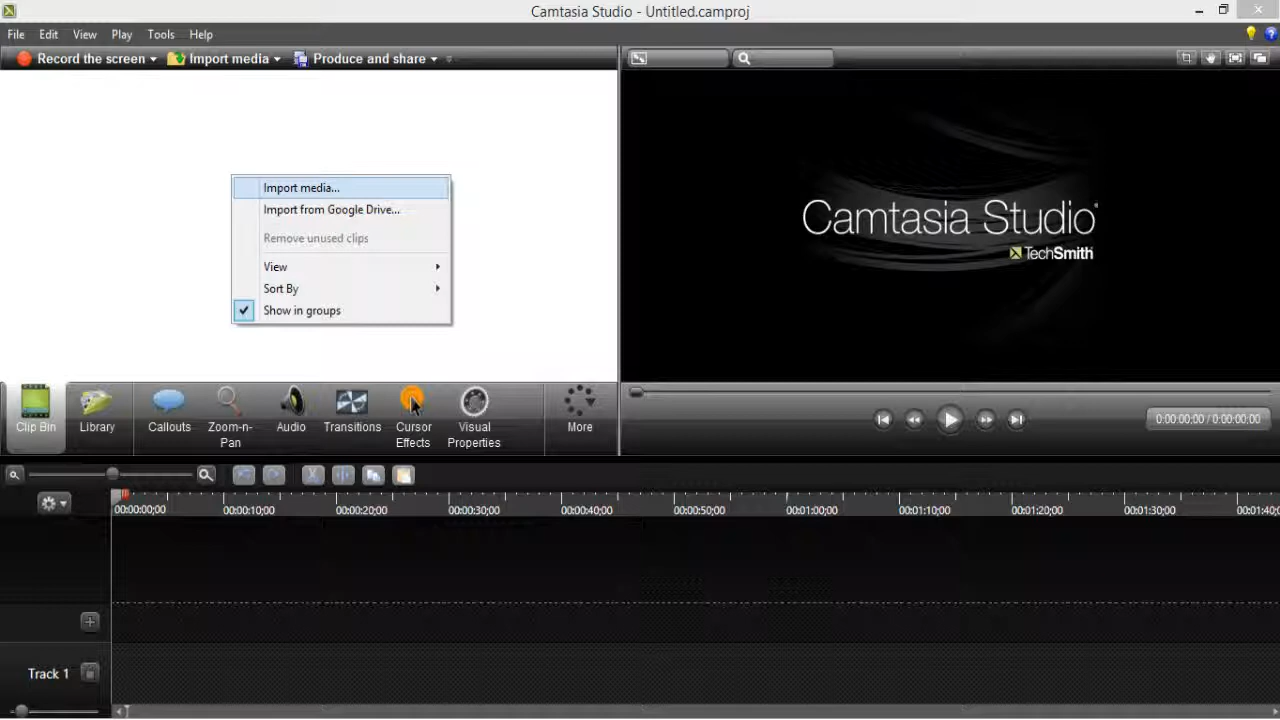 Camtasia Studio - Untitled.camproj
File Edit View Play Tools Help
Record the screen Import media Produce and share
Import media...
Import from Google Drive...
Remove unused clips
View
Sort By
Show in groups
Camtasia Studio
TechSmith
Clip Bin
Library
Callouts
Zoom-n-
Pan
Audio
Transitions
Cursor
Effects
Visual
Properties
More
0:00:00;00 / 0:00:00;00
00:00:00;00 00:00:10;00 00:00:20;00 00:00:30;00 00:00:40;00 00:00:50;00 00:01:00;00 00:01:10;00 00:01:20;00 00:01:30;00 00:01:40;
Track 1